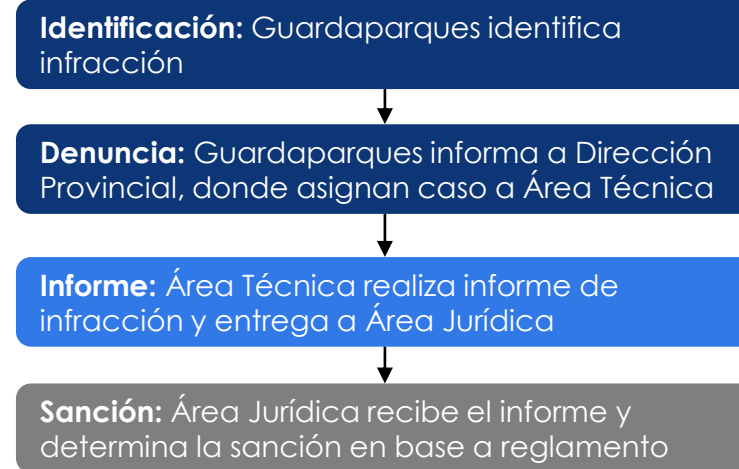 Identificación: Guardaparques identifica
infracción
Denuncia: Guardaparques informa a Dirección
Provincial, donde asignan caso a Área Técnica
Informe: Área Técnica realiza informe de
infracción y entrega a Área Jurídica
Sanción: Área Jurídica recibe el informe y
determina la sanción en base a reglamento